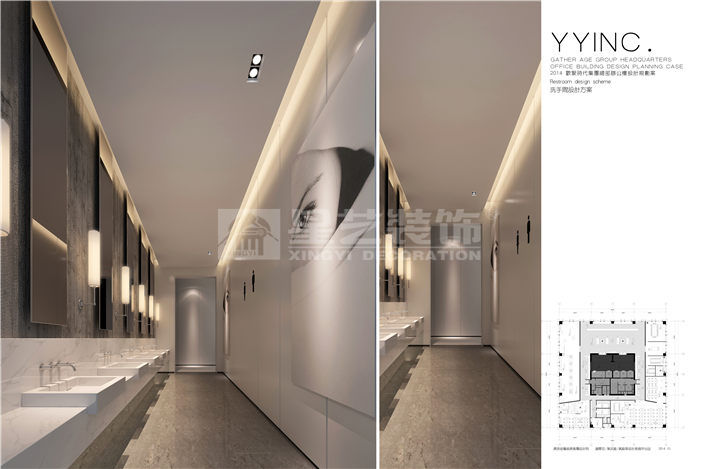 YYINC.
GATHER AGE GROUP HEADQUARTERS
OFFICE BUILDING DESIGN PLANNING CASE
2014 歡聚時代集團總部辦公樓設計規劃案
Restroom design scheme
洗手間設計方案
星艺装饰
XINGYI
XINGYI DECORATION